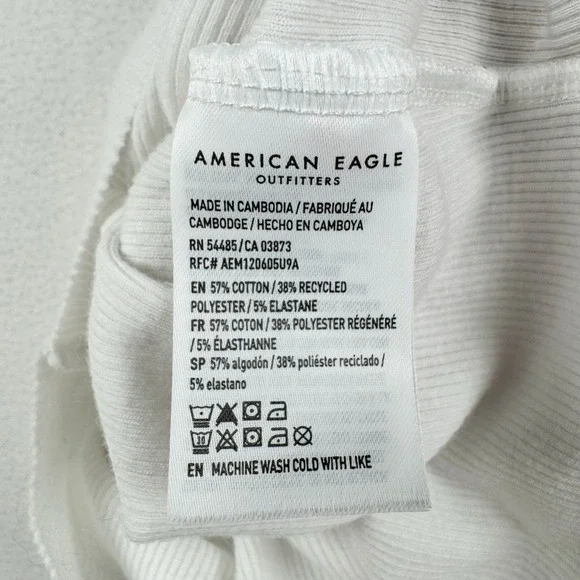 AMERICAN EAGLE
OUTFITTERS
MADE IN CAMBODIA / FABRIQUÉ AU
CAMBODGE / HECHO EN CAMBOYA
RN 54485 / CA 03873
RFC# AEM120605U9A
EN 57% COTTON / 38% RECYCLED
POLYESTER / 5% ELASTANE
FR 57% COTON / 38% POLYESTER RÉGÉNÉRÉ
/ 5% ÉLASTHANNE
SP 57% algodón / 38% poliéster reciclado /
5% elastano
30
EN MACHINE WASH COLD WITH LIKE